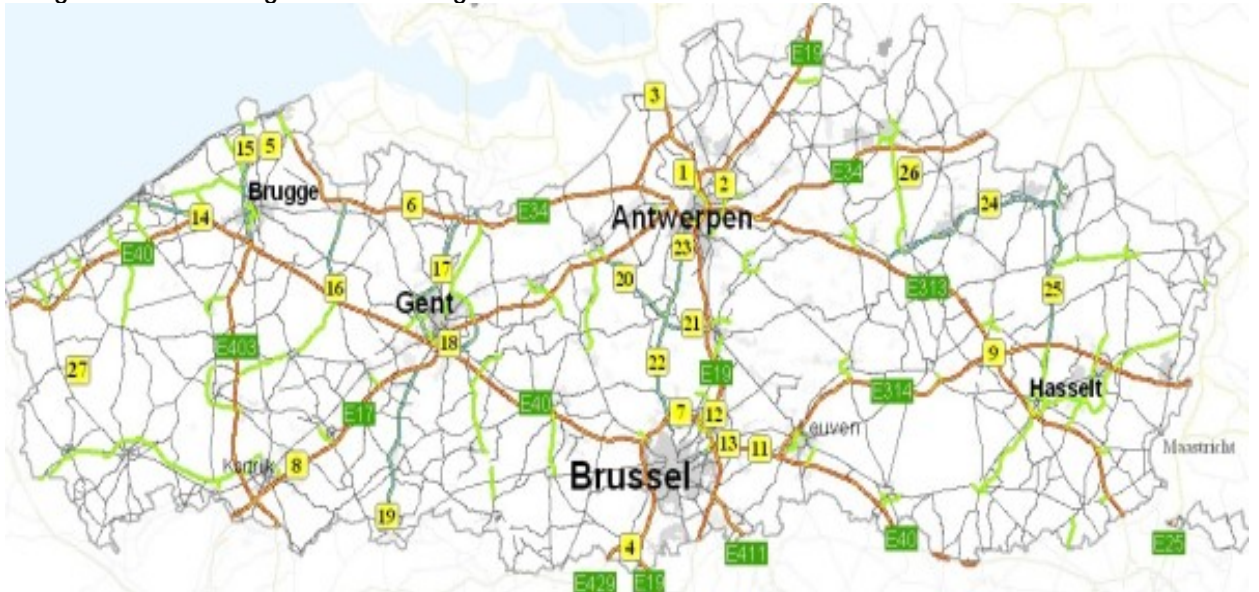 E19
3
15
5
1
2
E34
26
Brugge
6
24
14
E34
Antwerpen
E40
23
17
20
16
Gent
E313
25
21
18
E403
22
9
27
E19
E314
Hasselt
E40
E17
7
12
Leuven
13
11
Maastricht
8
Kortrijk
Brussel
19
4
E40
E25
E411
E429
E19